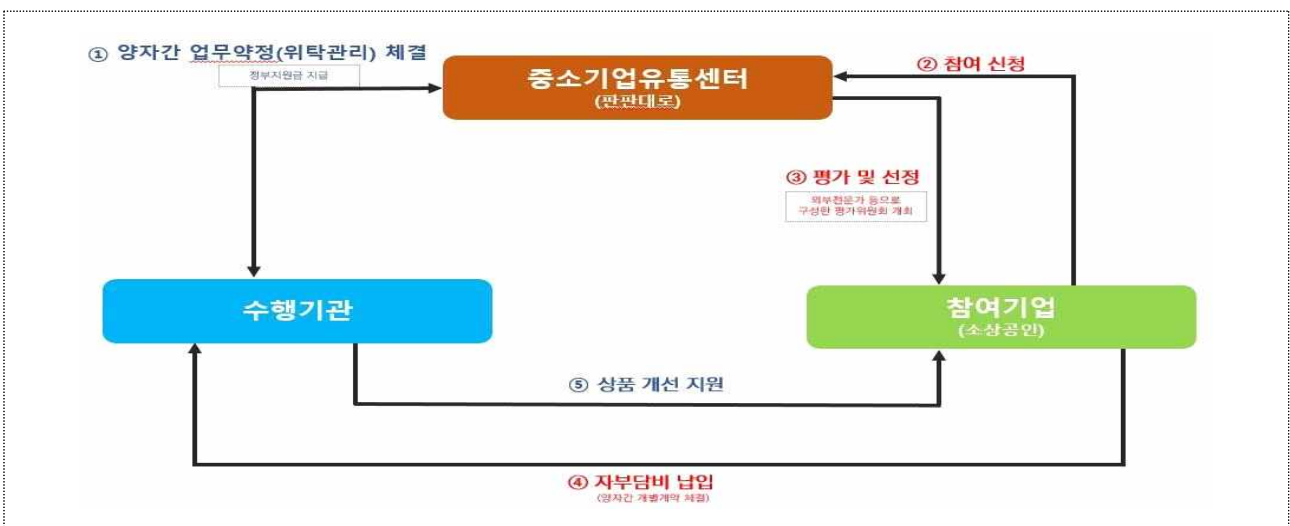 ① 양자간 업무약정(위탁관리) 체결
정부지원금 지급
중소기업유통센터
(판판대로)
② 참여 신청
③ 평가 및 선정
외부전문가 등으로
구성한 평가위원회 개최
수행기관
참여기업
(소상공인)
⑤ 상품 개선 지원
④ 자부담비 납입
(양자간 개별계약 체결)